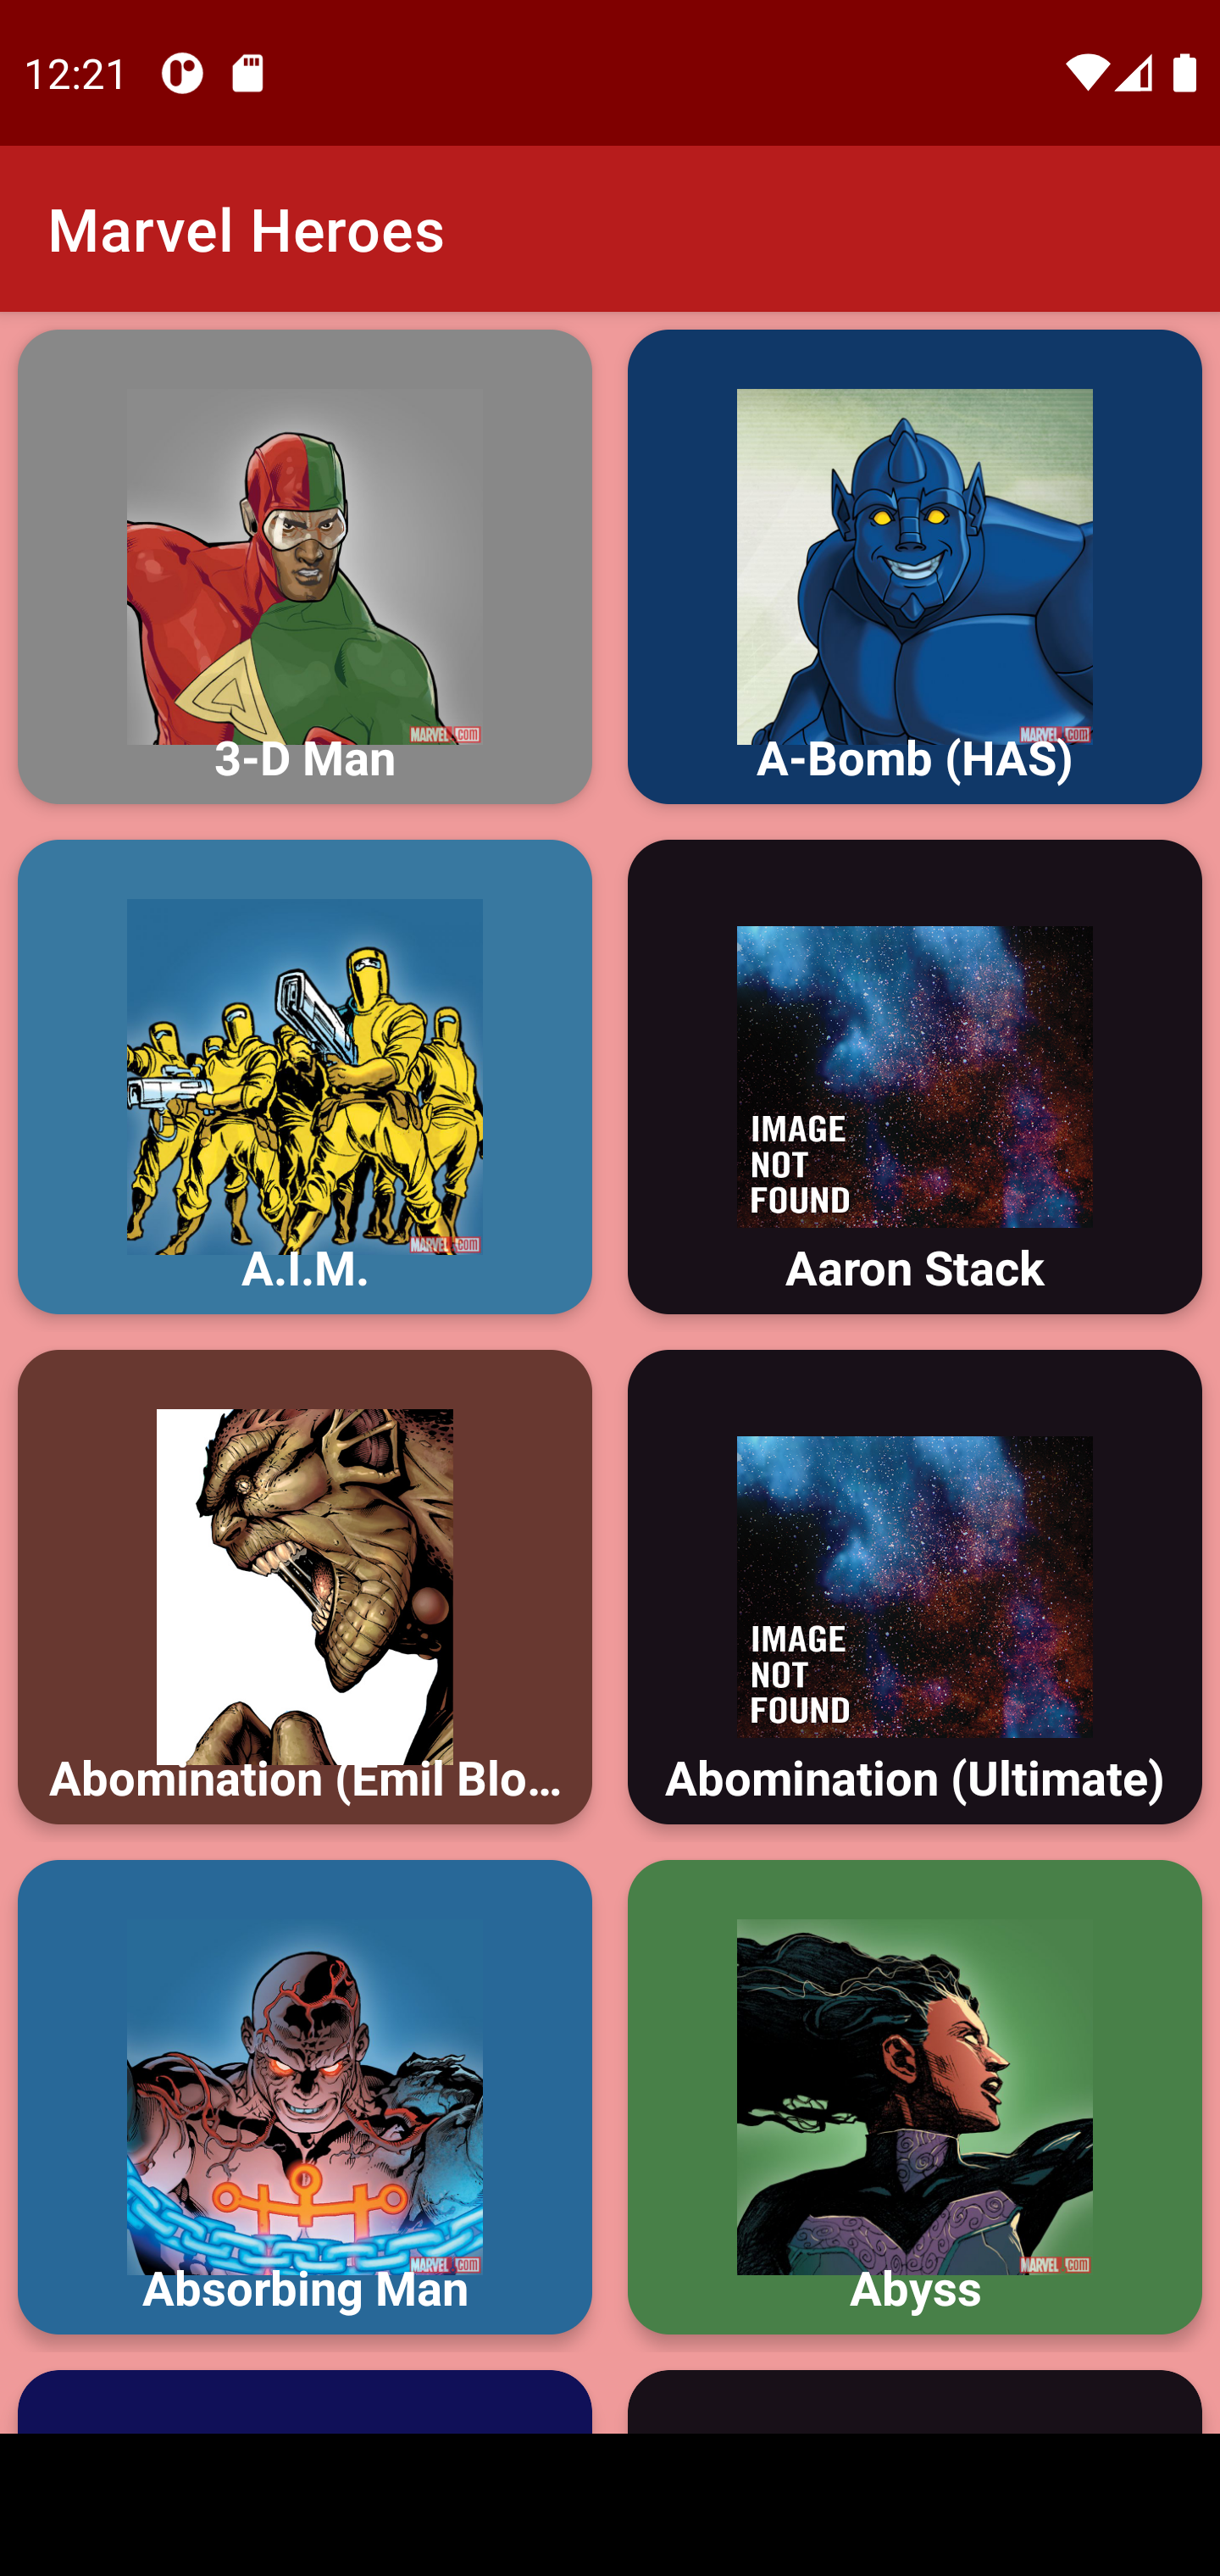 12:21
Marvel Heroes
MARVEL.com
MARVEL.com
3-D Man
A-Bomb (HAS)
IMAGE
NOT
FOUND
MARVEL.com
A.I.M.
Aaron Stack
IMAGE
NOT
FOUND
Abomination (Emil Blo...
Abomination (Ultimate)
MARVEL.com
MARVEL.com
Absorbing Man
Abyss